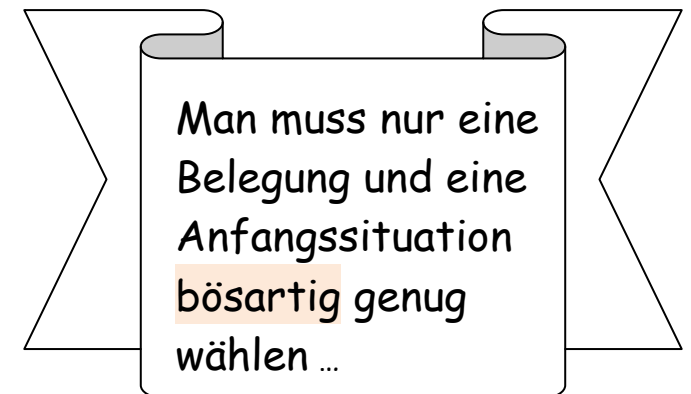 Man muss nur eine
Belegung und eine
Anfangssituation
bösartig genug
wählen ...